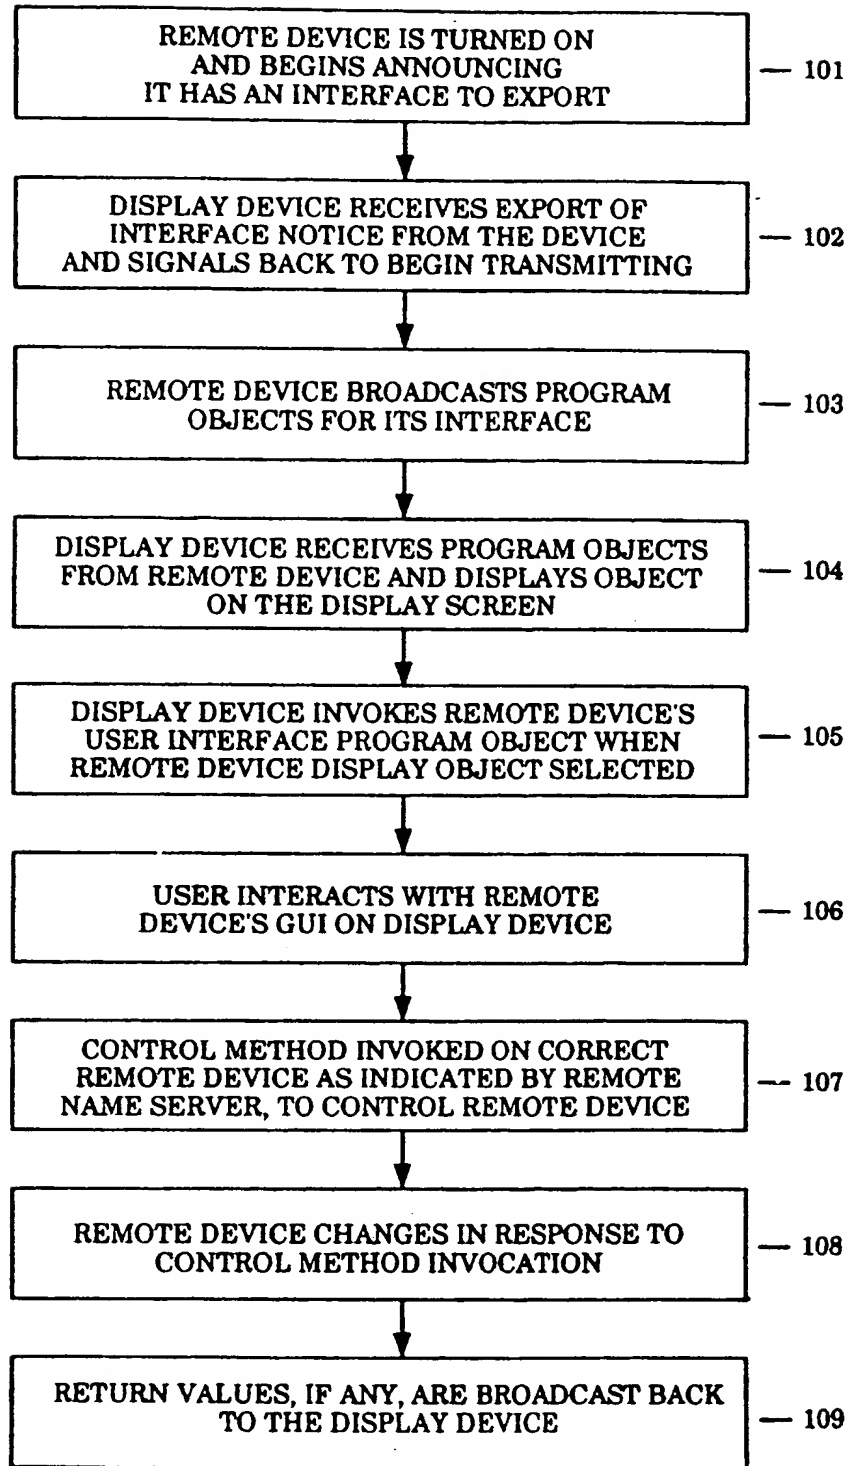 REMOTE DEVICE IS TURNED ON
AND BEGINS ANNOUNCING
IT HAS AN INTERFACE TO EXPORT
101
DISPLAY DEVICE RECEIVES EXPORT OF
INTERFACE NOTICE FROM THE DEVICE
AND SIGNALS BACK TO BEGIN TRANSMITTING
102
REMOTE DEVICE BROADCASTS PROGRAM
OBJECTS FOR ITS INTERFACE
103
DISPLAY DEVICE RECEIVES PROGRAM OBJECTS
FROM REMOTE DEVICE AND DISPLAYS OBJECT
ON THE DISPLAY SCREEN
104
DISPLAY DEVICE INVOKES REMOTE DEVICE'S
USER INTERFACE PROGRAM OBJECT WHEN
REMOTE DEVICE DISPLAY OBJECT SELECTED
105
USER INTERACTS WITH REMOTE
DEVICE'S GUI ON DISPLAY DEVICE
106
CONTROL METHOD INVOKED ON CORRECT
REMOTE DEVICE AS INDICATED BY REMOTE
NAME SERVER, TO CONTROL REMOTE DEVICE
107
REMOTE DEVICE CHANGES IN RESPONSE TO
CONTROL METHOD INVOCATION
108
RETURN VALUES, IF ANY, ARE BROADCAST BACK
TO THE DISPLAY DEVICE
109